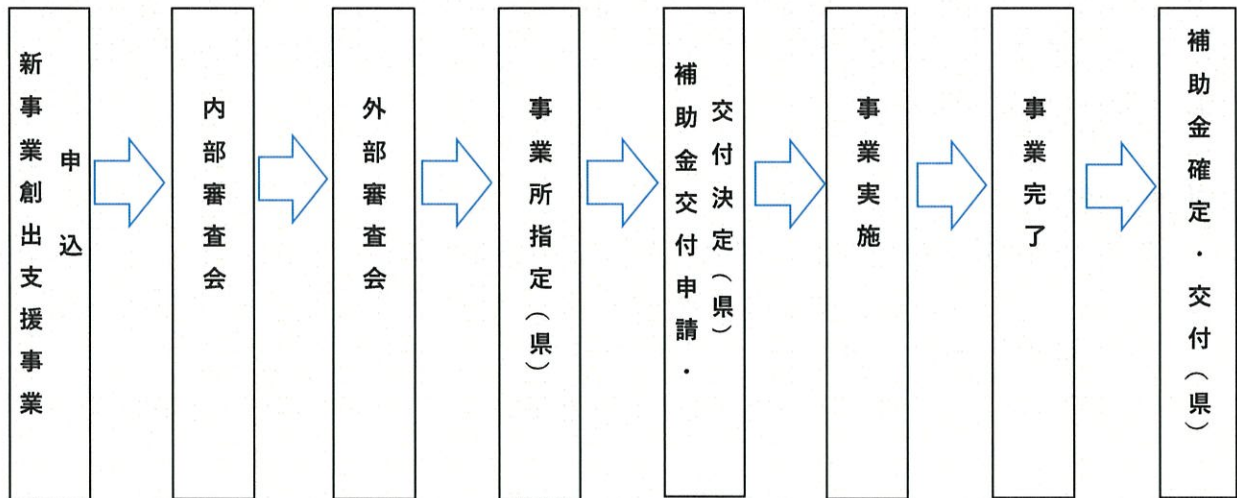 新事業創出支援事業
申込
内部審査会
外部審査会
事業所指定（県）
補助金交付申請・
交付決定（県）
事業実施
事業完了
補助金確定・交付（県）